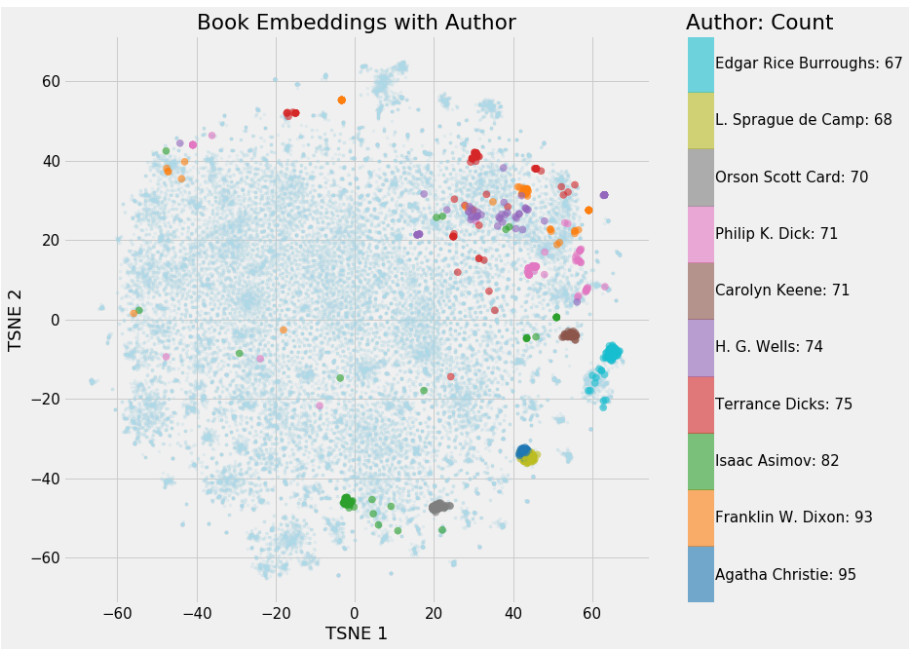 Book Embeddings with Author
Author: Count
Edgar Rice Burroughs: 67
L. Sprague de Camp: 68
Orson Scott Card: 70
Philip K. Dick: 71
Carolyn Keene: 71
H. G. Wells: 74
Terrance Dicks: 75
Isaac Asimov: 82
Franklin W. Dixon: 93
Agatha Christie: 95
TSNE 2
60
40
20
0
−20
−40
−60
−60 −40 −20 0 20 40 60
TSNE 1